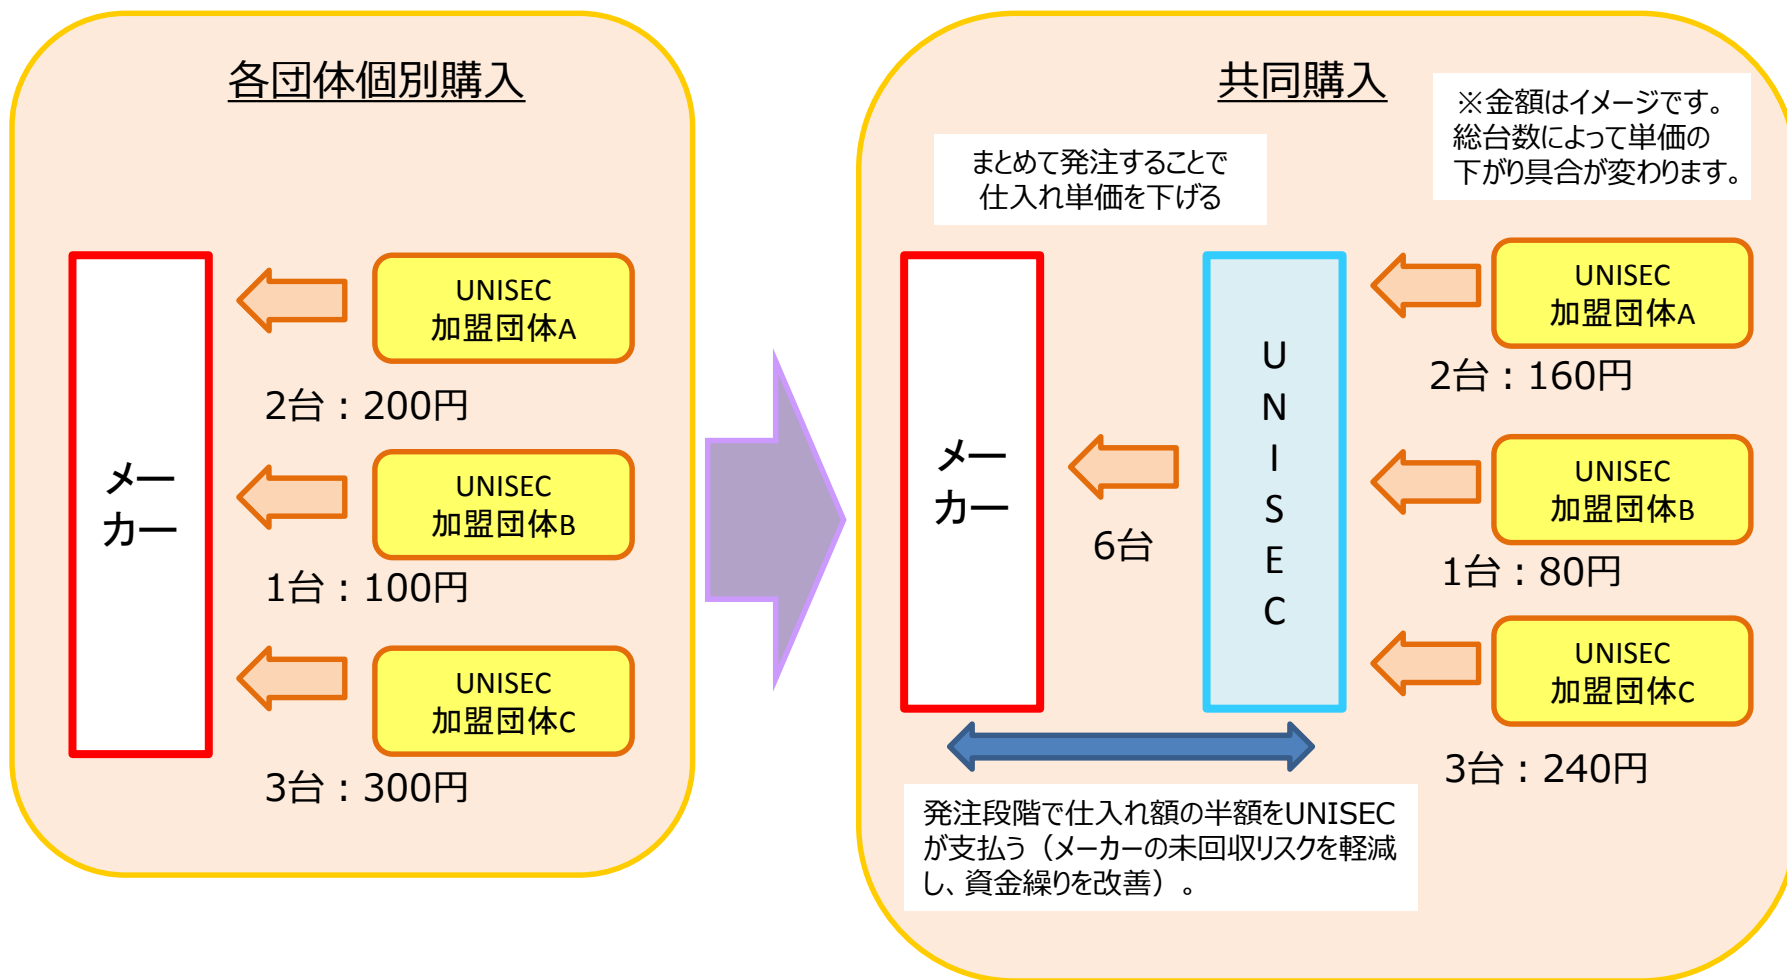 各団体個別購入
メー
カー
UNISEC
加盟団体A
2台：200円
UNISEC
加盟団体B
1台：100円
UNISEC
加盟団体C
3台：300円
共同購入
※金額はイメージです。
総台数によって単価の
下がり具合が変わります。
まとめて発注することで
仕入れ単価を下げる
メー
カー
6台
U
N
I
S
E
C
UNISEC
加盟団体A
2台：160円
UNISEC
加盟団体B
1台：80円
UNISEC
加盟団体C
3台：240円
発注段階で仕入れ額の半額をUNISEC
が支払う（メーカーの未回収リスクを軽減
し、資金繰りを改善）。